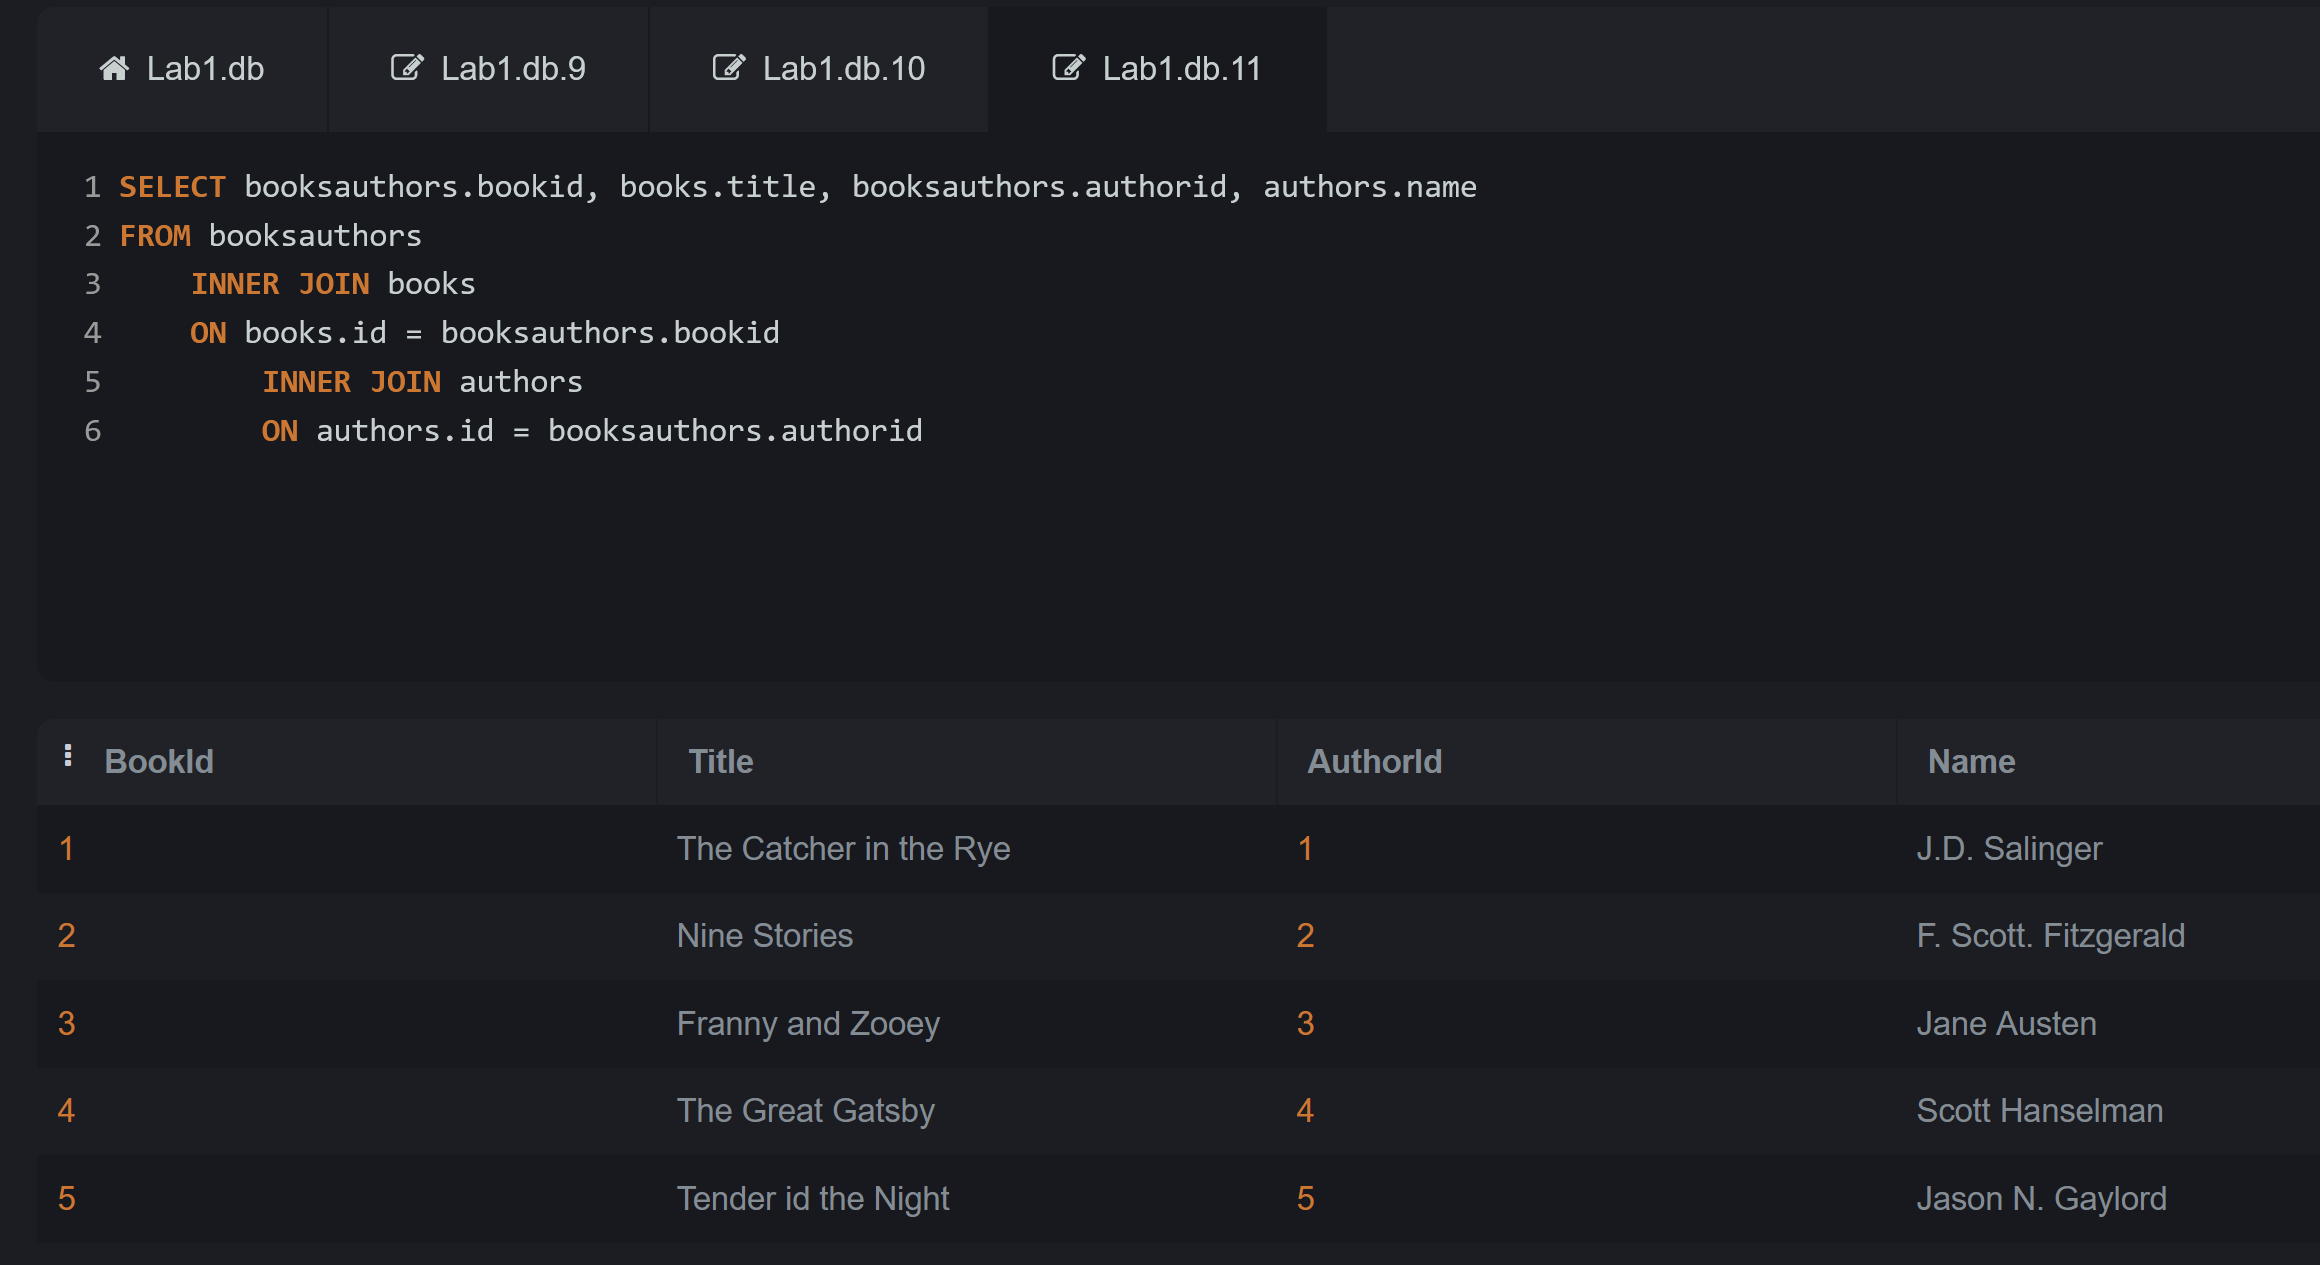 Lab1.db Lab1.db.9 Lab1.db.10 Lab1.db.11
1 SELECT booksauthors.bookid, books.title, booksauthors.authorid, authors.name
2 FROM booksauthors
3 INNER JOIN books
4 ON books.id = booksauthors.bookid
5 INNER JOIN authors
6 ON authors.id = booksauthors.authorid
BookId Title AuthorId Name
1 The Catcher in the Rye 1 J.D. Salinger
2 Nine Stories 2 F. Scott. Fitzgerald
3 Franny and Zooey 3 Jane Austen
4 The Great Gatsby 4 Scott Hanselman
5 Tender id the Night 5 Jason N. Gaylord